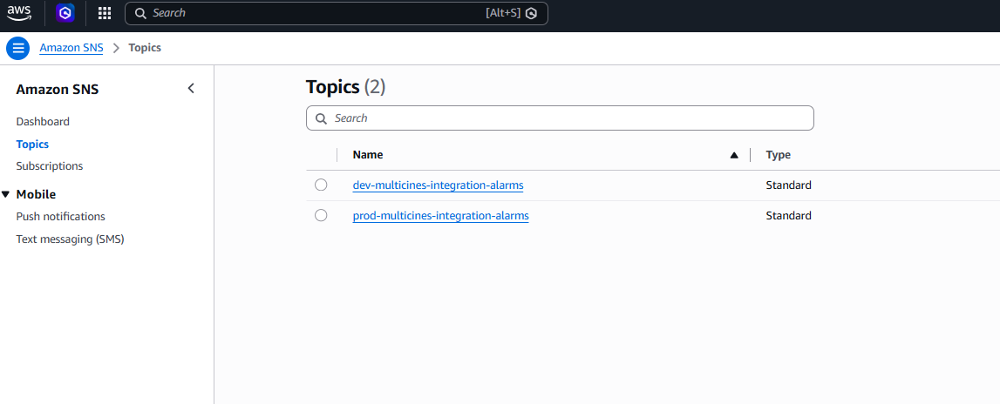 aws
Search [Alt+S]
Amazon SNS > Topics
Amazon SNS
Dashboard
Topics
Subscriptions
Mobile
Push notifications
Text messaging (SMS)
Topics (2)
Search
Name Type
dev-multicines-integration-alarms Standard
prod-multicines-integration-alarms Standard